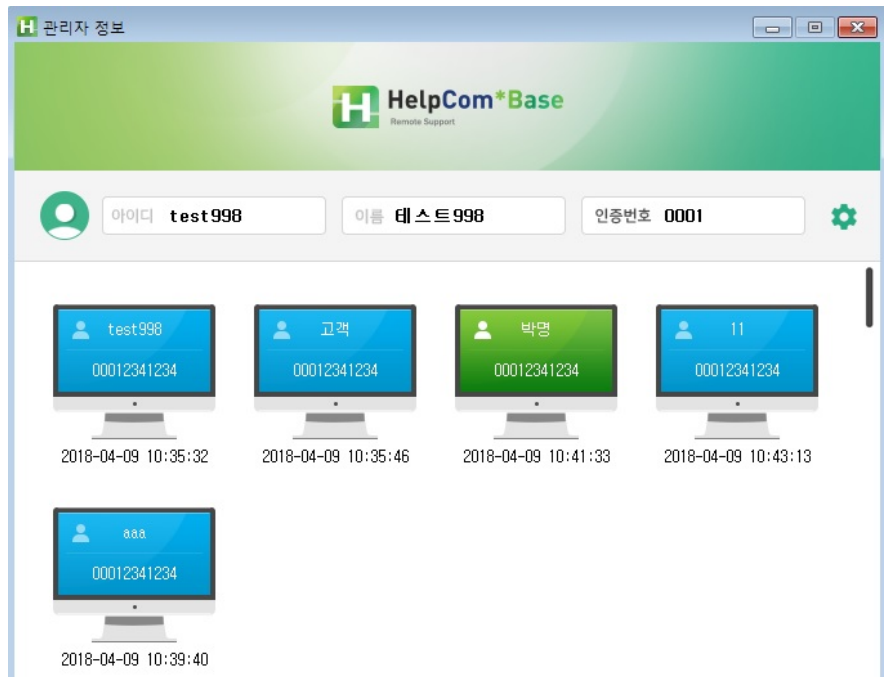 관리자 정보
HelpCom*Base
Remote Support
아이디 test998 이름 테스트998 인증번호 0001
test998 고객 박명 11
00012341234 00012341234 00012341234 00012341234
2018-04-09 10:35:32 2018-04-09 10:35:46 2018-04-09 10:41:33 2018-04-09 10:43:13
aaa
00012341234
2018-04-09 10:39:40